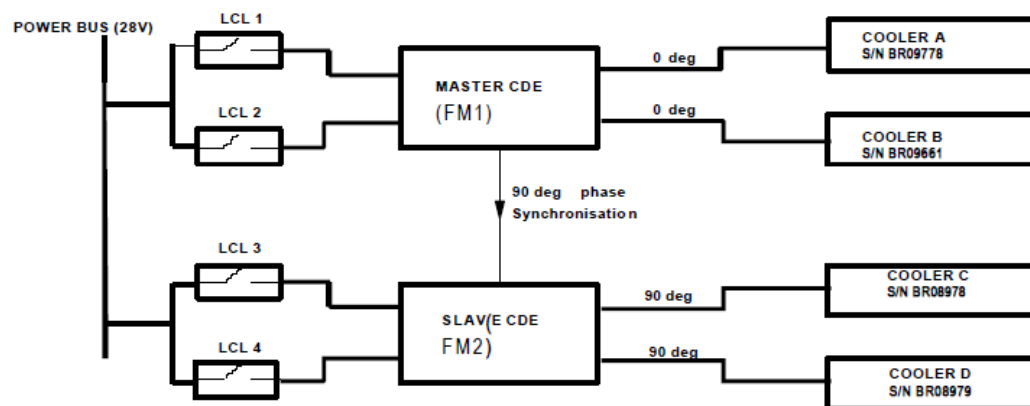 POWER BUS (28V)
LCL 1
LCL 2
MASTER CDE
(FM1)
0 deg
0 deg
COOLER A
S/N BR09778
COOLER B
S/N BR09661
90 deg phase
Synchronisation
LCL 3
LCL 4
SLAV(E CDE
FM2)
90 deg
90 deg
COOLER C
S/N BR08978
COOLER D
S/N BR08979